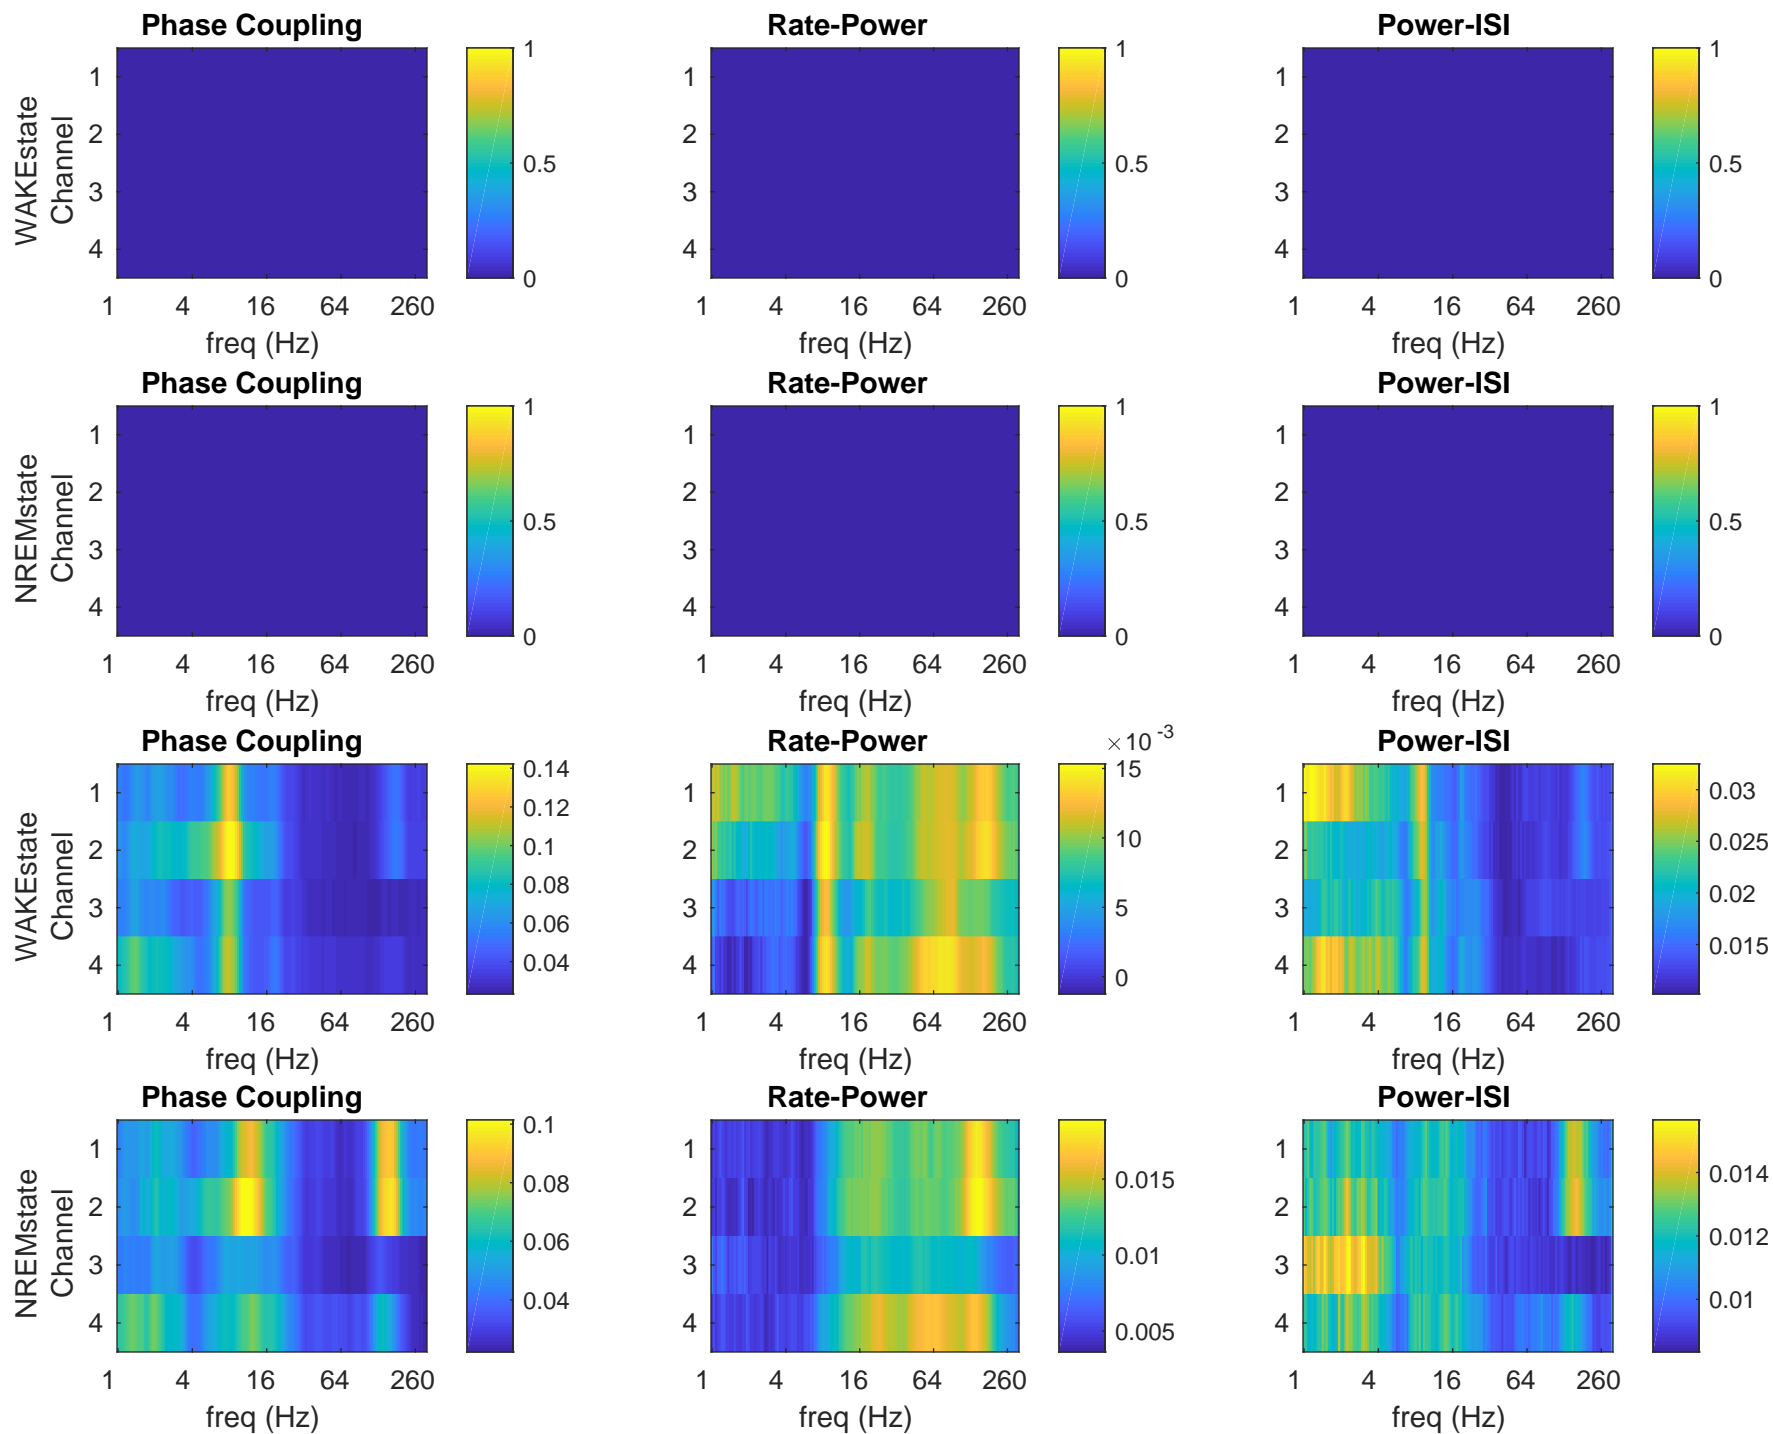 Phase Coupling
Rate-Power
Power-ISI
WAKEstate
Channel
1
2
3
4
1 4 16 64 260
freq (Hz)
1
0.5
0
1
2
3
4
1 4 16 64 260
freq (Hz)
1
0.5
0
1
2
3
4
1 4 16 64 260
freq (Hz)
1
0.5
0
Phase Coupling
Rate-Power
Power-ISI
NREMstate
Channel
1
2
3
4
1 4 16 64 260
freq (Hz)
1
0.5
0
1
2
3
4
1 4 16 64 260
freq (Hz)
1
0.5
0
1
2
3
4
1 4 16 64 260
freq (Hz)
1
0.5
0
Phase Coupling
Rate-Power
Power-ISI
WAKEstate
Channel
1
2
3
4
1 4 16 64 260
freq (Hz)
0.14
0.12
0.1
0.08
0.06
0.04
1
2
3
4
1 4 16 64 260
freq (Hz)
×10 -3
15
10
5
0
1
2
3
4
1 4 16 64 260
freq (Hz)
0.03
0.025
0.02
0.015
Phase Coupling
Rate-Power
Power-ISI
NREMstate
Channel
1
2
3
4
1 4 16 64 260
freq (Hz)
0.1
0.08
0.06
0.04
1
2
3
4
1 4 16 64 260
freq (Hz)
0.015
0.01
0.005
1
2
3
4
1 4 16 64 260
freq (Hz)
0.014
0.012
0.01